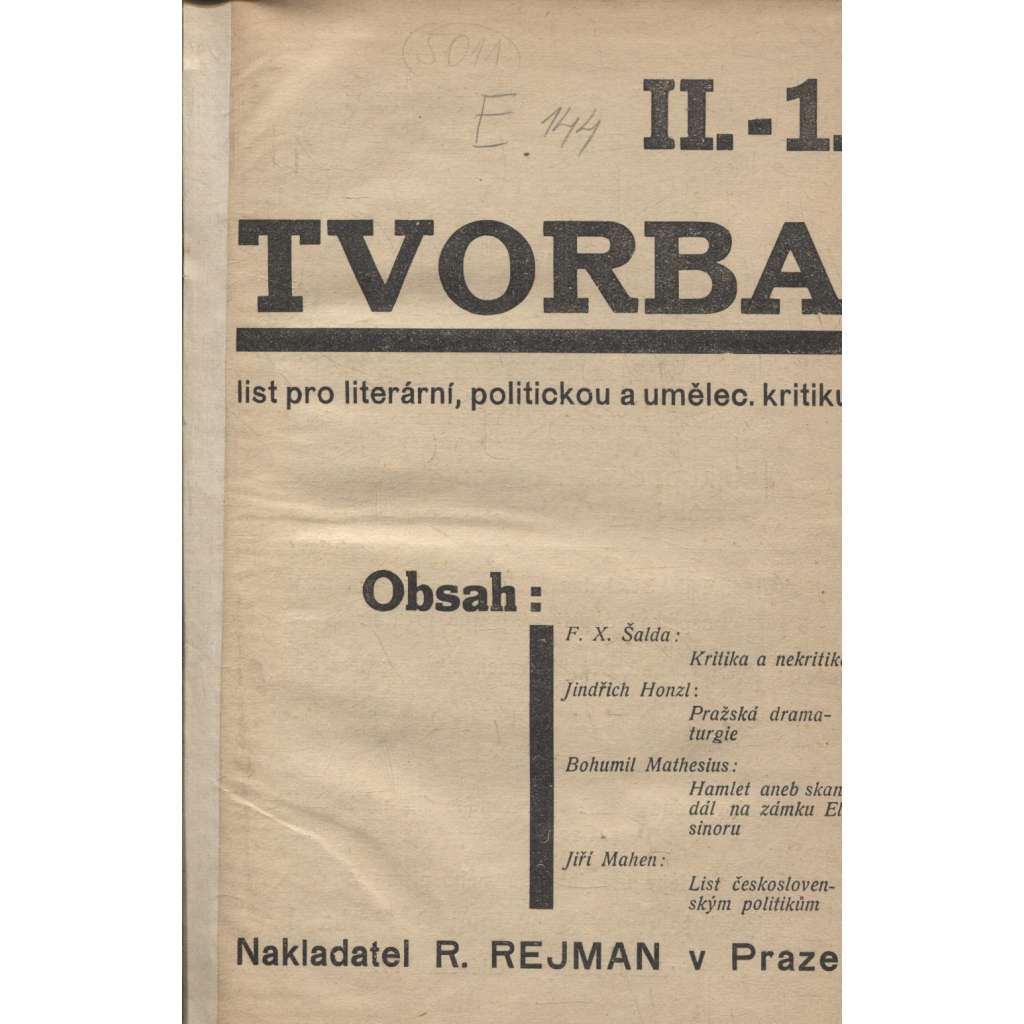 5011
E. 144
II.-1.
TVORBA
list pro literární, politickou a umělec. kritiku
Obsah:
F. X. Šalda:
Kritika a nekritika
Jindřich Honzl:
Pražská drama-
turgie
Bohumil Mathesius:
Hamlet aneb skan
dál na zámku El
sinoru
Jiří Mahen:
List českosloven-
ským politikům
Nakladatel R. REJMAN v Praze